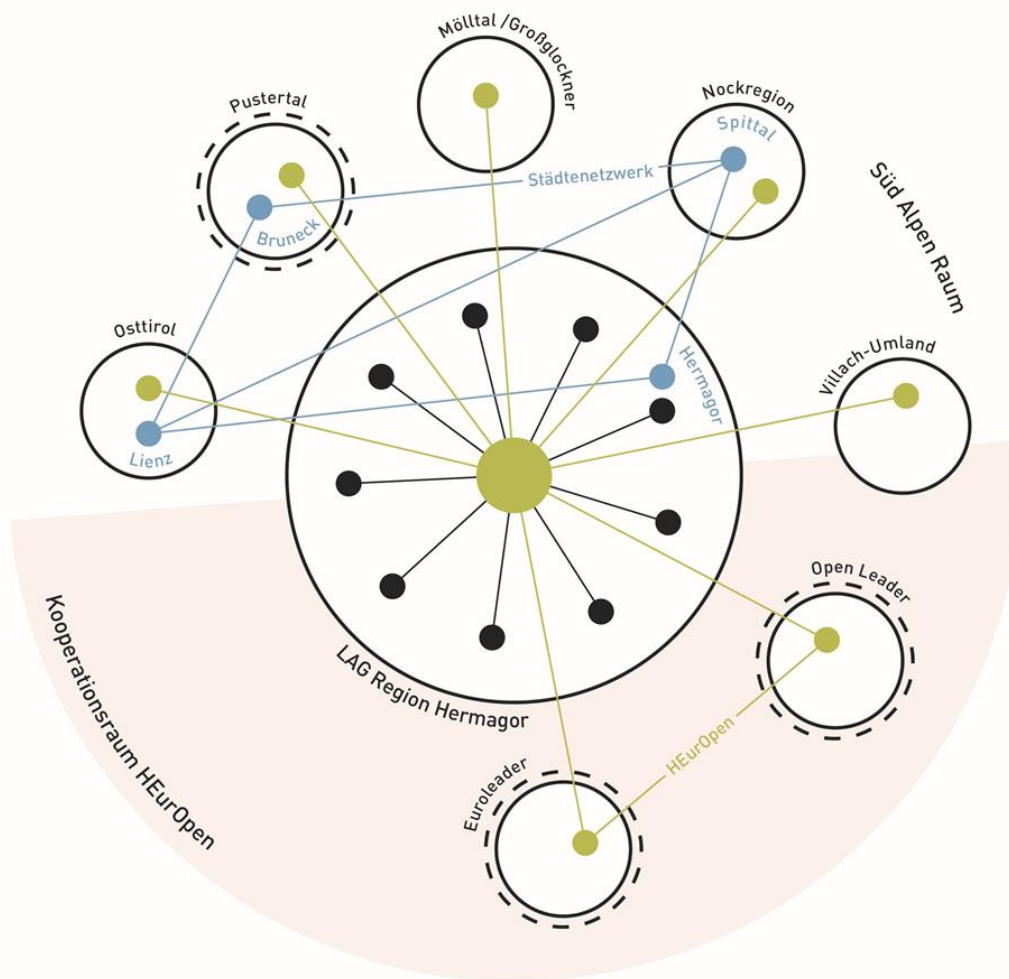 Mölltal /Großglockner
Pustertal
Nockregion
Spittal
Städtenetzwerk
Bruneck
Süd Alpen Raum
Osttirol
Villach-Umland
Hermagor
Lienz
Open Leader
LAG Region Hermagor
Kooperationsraum HEurOpen
HEurOpen
Euroleader